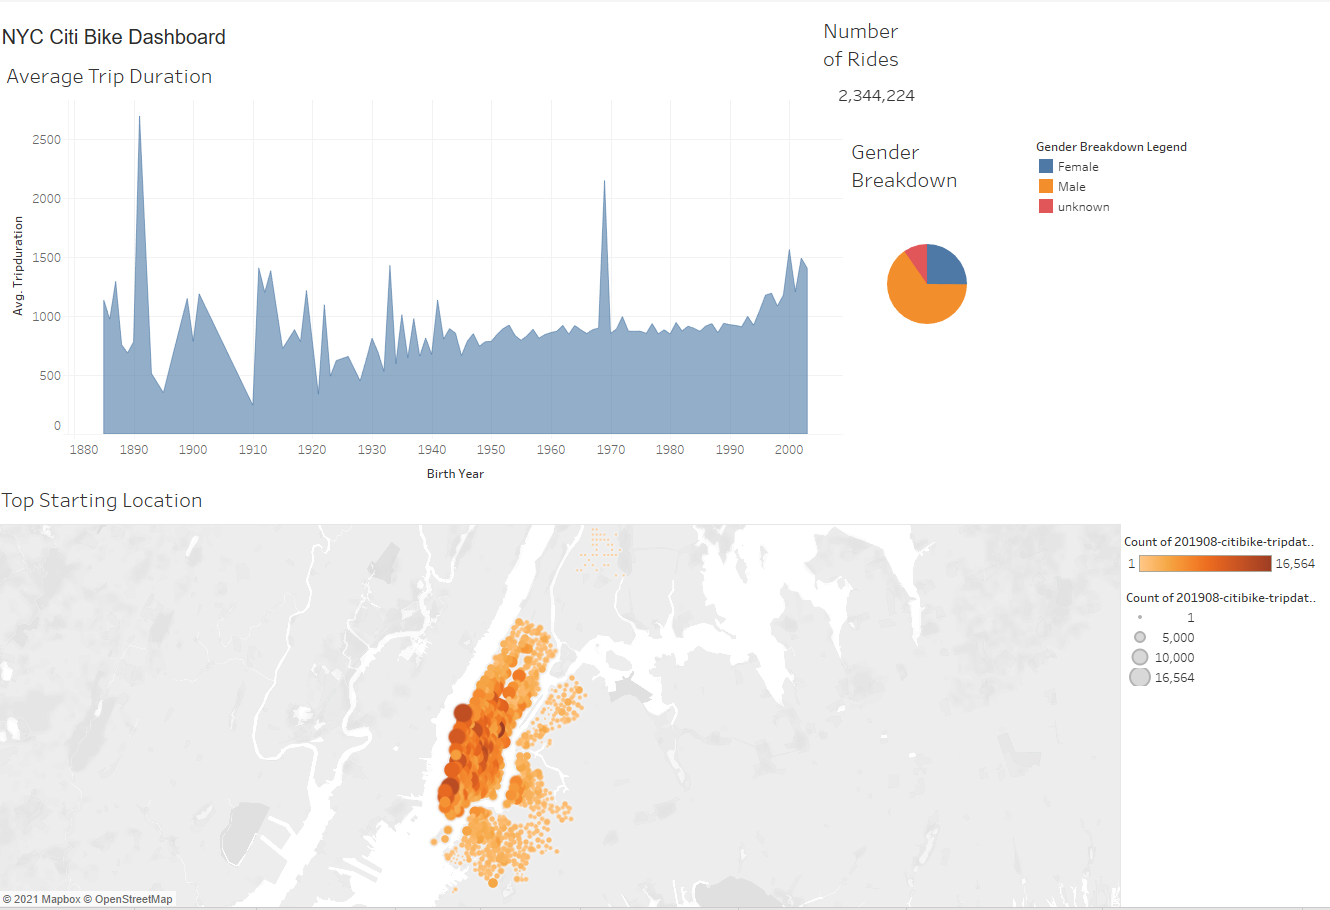 NYC Citi Bike Dashboard
Average Trip Duration
2500
2000
1500
1000
500
0
Avg. Tripduration
1880 1890 1900 1910 1920 1930 1940 1950 1960 1970 1980 1990 2000
Birth Year
Number
of Rides
2,344,224
Gender
Breakdown
Gender Breakdown Legend
Female
Male
unknown
Top Starting Location
Count of 201908-citibike-tripdat..
1 16,564
Count of 201908-citibike-tripdat..
1
5,000
10,000
16,564
© 2021 Mapbox © OpenStreetMap